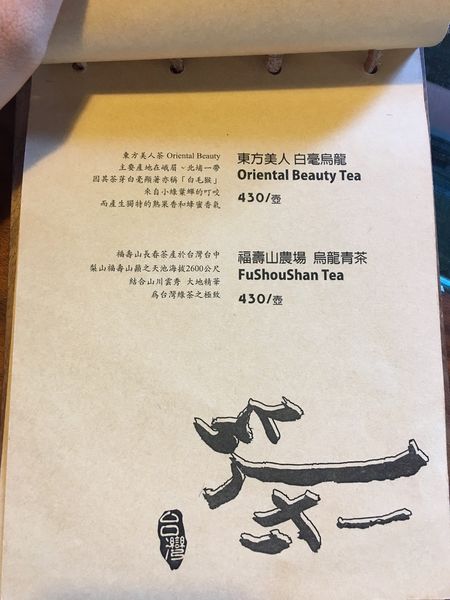 東方美人茶 Oriental Beauty
主要產地在峨眉、北埔一帶
因其茶芽白毫顯著亦稱「白毛猴」
來自小綠葉蟬的叮咬
而產生獨特的熟果香和蜂蜜香氣
東方美人 白毫烏龍
Oriental Beauty Tea
430/壺
福壽山長春茶產於台灣台中
梨山福壽山巔之天池海拔2600公尺
結合山川雲秀 大地精華
為台灣綠茶之極致
福壽山農場 烏龍青茶
FuShouShan Tea
430/壺
茶
台灣